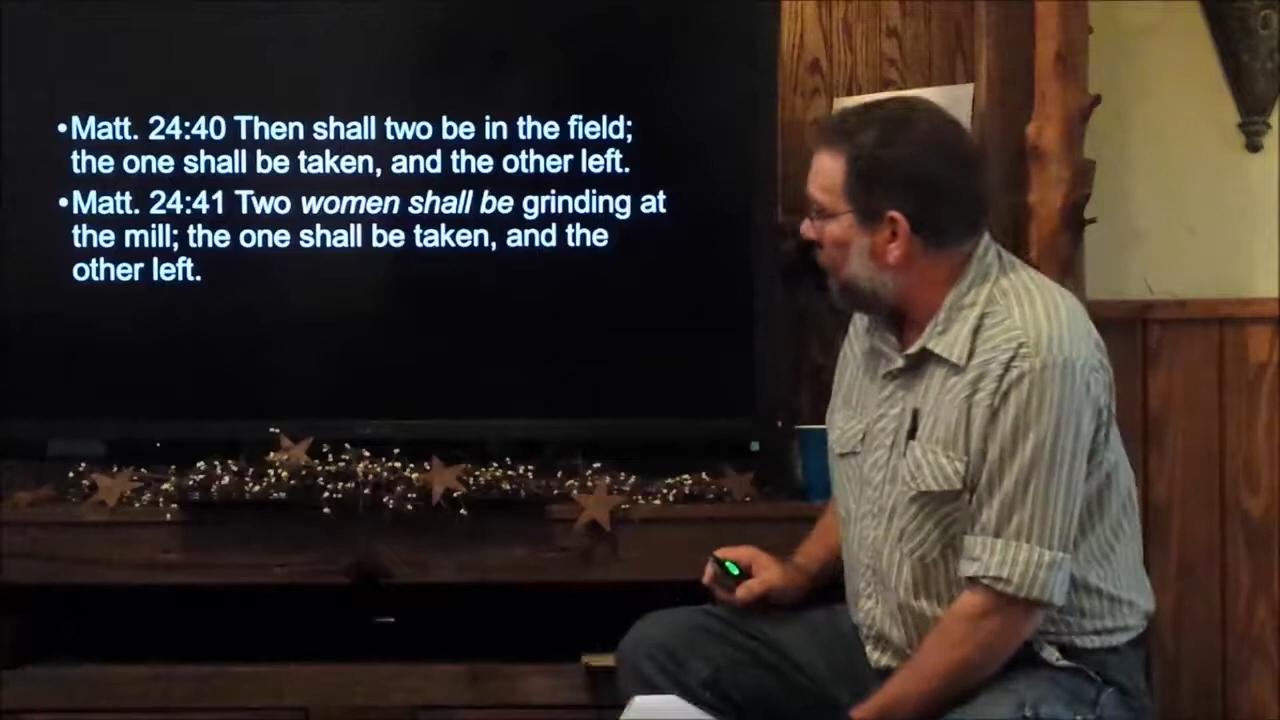 •Matt. 24:40 Then shall two be in the field;
the one shall be taken, and the other left.
•Matt. 24:41 Two women shall be grinding at
the mill; the one shall be taken, and the
other left.